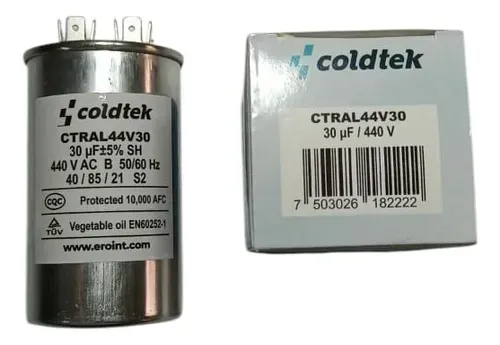 coldtek
CTRAL44V30
30 µF±5% SH
440 V AC B 50/60 Hz
40 / 85 / 21 S2
CQC Protected 10,000 AFC
TÜV Vegetable oil EN60252-1
www.eroint.com
coldtek
CTRAL44V30
30 µF / 440 V
7 503026 182222